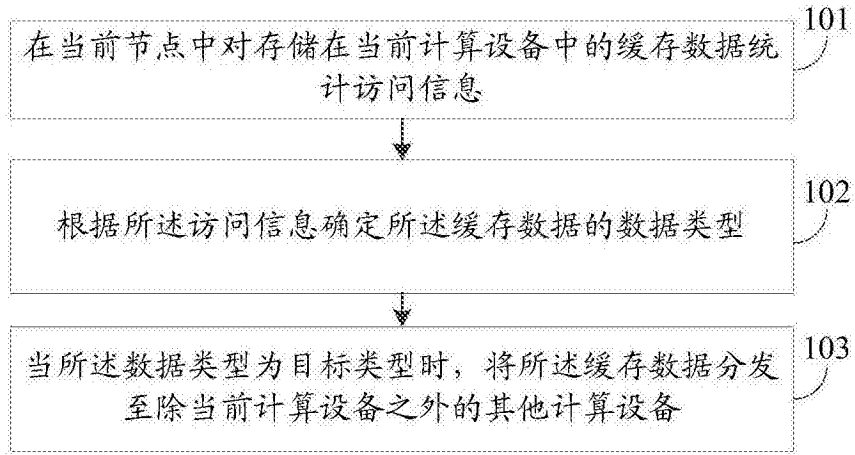 101
在当前节点中对存储在当前计算设备中的缓存数据统
计访问信息
102
根据所述访问信息确定所述缓存数据的数据类型
103
当所述数据类型为目标类型时，将所述缓存数据分发
至除当前计算设备之外的其他计算设备